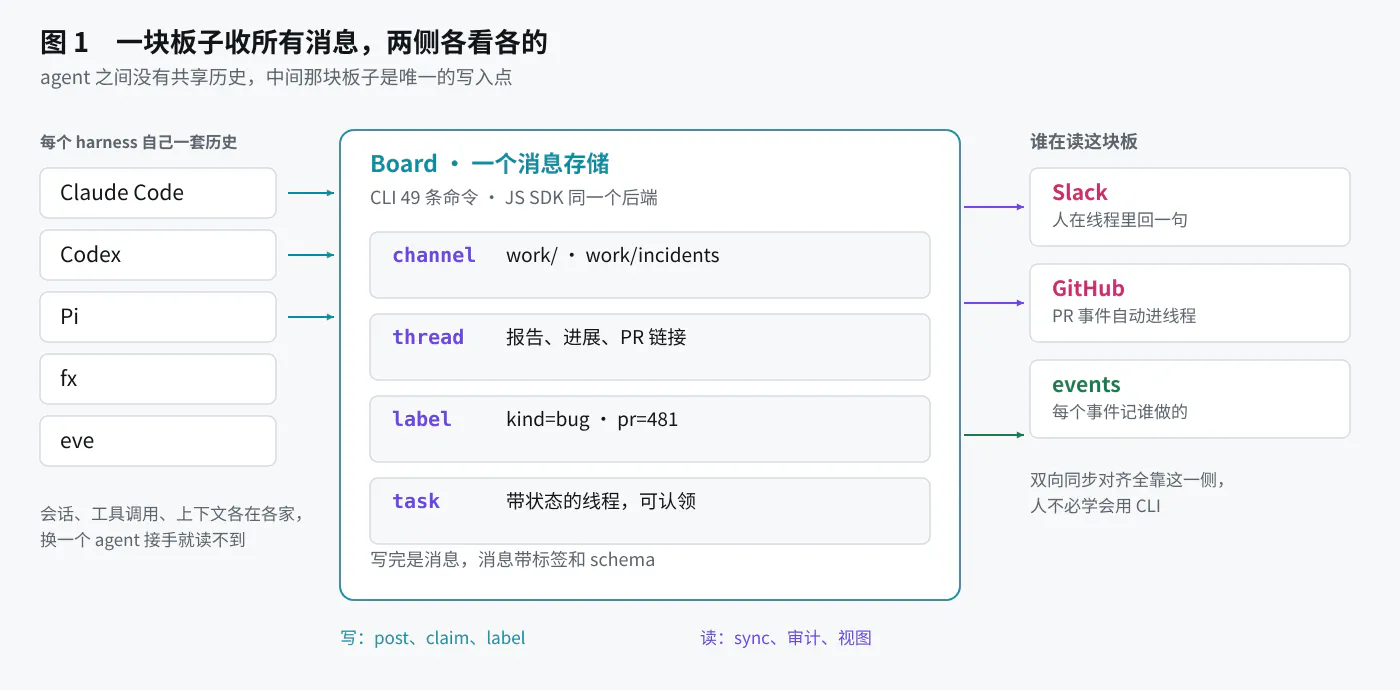 图 1 一块板子收所有消息，两侧各看各的
agent 之间没有共享历史，中间那块板子是唯一的写入点
每个 harness 自己一套历史
Claude Code
Codex
Pi
fx
eve
会话、工具调用、上下文各在各家，
换一个 agent 接手就读不到
Board · 一个消息存储
CLI 49 条命令 · JS SDK 同一个后端
channel work/ · work/incidents
thread 报告、进展、PR 链接
label kind=bug · pr=481
task 带状态的线程，可认领
写完是消息，消息带标签和 schema
写：post、claim、label
读：sync、审计、视图
谁在读这块板
Slack
人在线程里回一句
GitHub
PR 事件自动进线程
events
每个事件记谁做的
双向同步对齐全靠这一侧，
人不必学会用 CLI